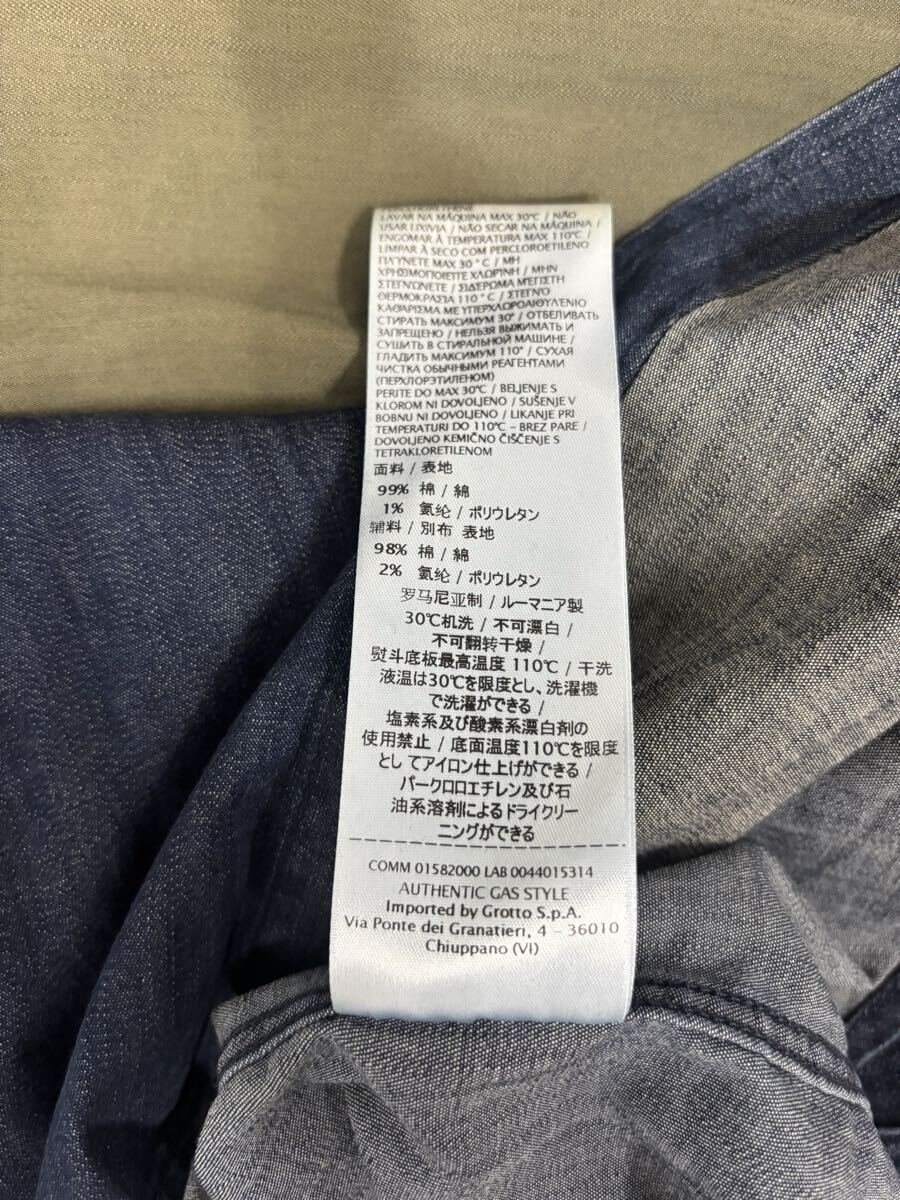 LAVAR NA MÁQUINA MAX 30°C / NÃO
USAR LIXIVIA / NÃO SECAR NA MÁQUINA /
ENGOMAR À TEMPERATURA MAX 110°C /
LIMPAR À SECO COM PERCLOROETILENO
ΠΛΥΝΕΤΕ MAX 30 ° C / ΜΗ
ΧΡΗΣΙΜΟΠΟΙΕΙΤΕ ΧΛΩΡΙΝΗ / ΜΗΝ
ΣΤΕΓΝΩΝΕΤΕ / ΣΙΔΕΡΩΜΑ ΜΕΓΙΣΤΗ
ΘΕΡΜΟΚΡΑΣΙΑ 110 ° C / ΣΤΕΓΝΟ
ΚΑΘΑΡΙΣΜΑ ΜΕ ΥΠΕΡΧΛΩΡΟΑΙΘΥΛΕΝΙΟ
СТИРАТЬ МАКСИМУМ 30° / ОТБЕЛИВАТЬ
ЗАПРЕЩЕНО / НЕЛЬЗЯ ВЫЖИМАТЬ И
СУШИТЬ В СТИРАЛЬНОЙ МАШИНЕ /
ГЛАДИТЬ МАКСИМУМ 110° / СУХАЯ
ЧИСТКА ОБЫЧНЫМИ РЕАГЕНТАМИ
(ПЕРХЛОРЭТИЛЕНОМ)
PERITE DO MAX 30°C / BELJENJE S
KLOROM NI DOVOLJENO / SUŠENJE V
BOBNU NI DOVOLJENO / LIKANJE PRI
TEMPERATURI DO 110°C – BREZ PARE /
DOVOLJENO KEMIČNO ČIŠČENJE S
TETRAKLORETILENOM
面料 / 表地
99% 棉 / 綿
1% 氨纶 / ポリウレタン
辅料 / 別布 表地
98% 棉 / 綿
2% 氨纶 / ポリウレタン
罗马尼亚制 / ルーマニア製
30℃机洗 / 不可漂白 /
不可翻转干燥 /
熨斗底板最高温度 110℃ / 干洗
液温は30℃を限度とし、洗濯機
で洗濯ができる /
塩素系及び酸素系漂白剤の
使用禁止 / 底面温度110℃を限度
としてアイロン仕上げができる /
パークロロエチレン及び石
油系溶剤によるドライクリー
ニングができる
COMM 01582000 LAB 0044015314
AUTHENTIC GAS STYLE
Imported by Grotto S.p.A.
Via Ponte dei Granatieri, 4 – 36010
Chiuppano (VI)